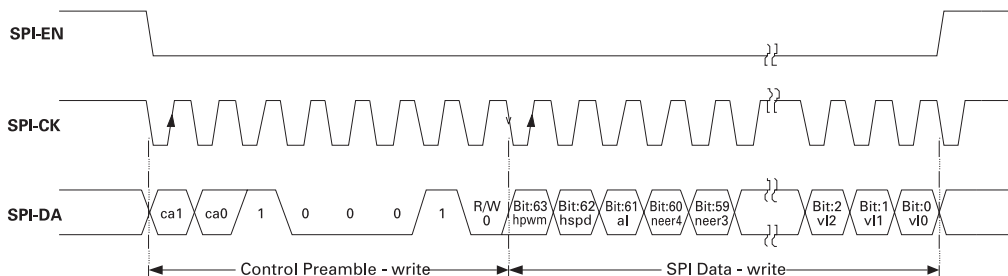 SPI-EN
SPI-CK
v
SPI-DA
ca1 ca0 1 0 0 0 1 R/W 0 Bit:63 hpwm Bit:62 hspd Bit:61 al Bit:60 neer4 Bit:59 neer3 Bit:2 vl2 Bit:1 vl1 Bit:0 vl0
Control Preamble - write SPI Data - write